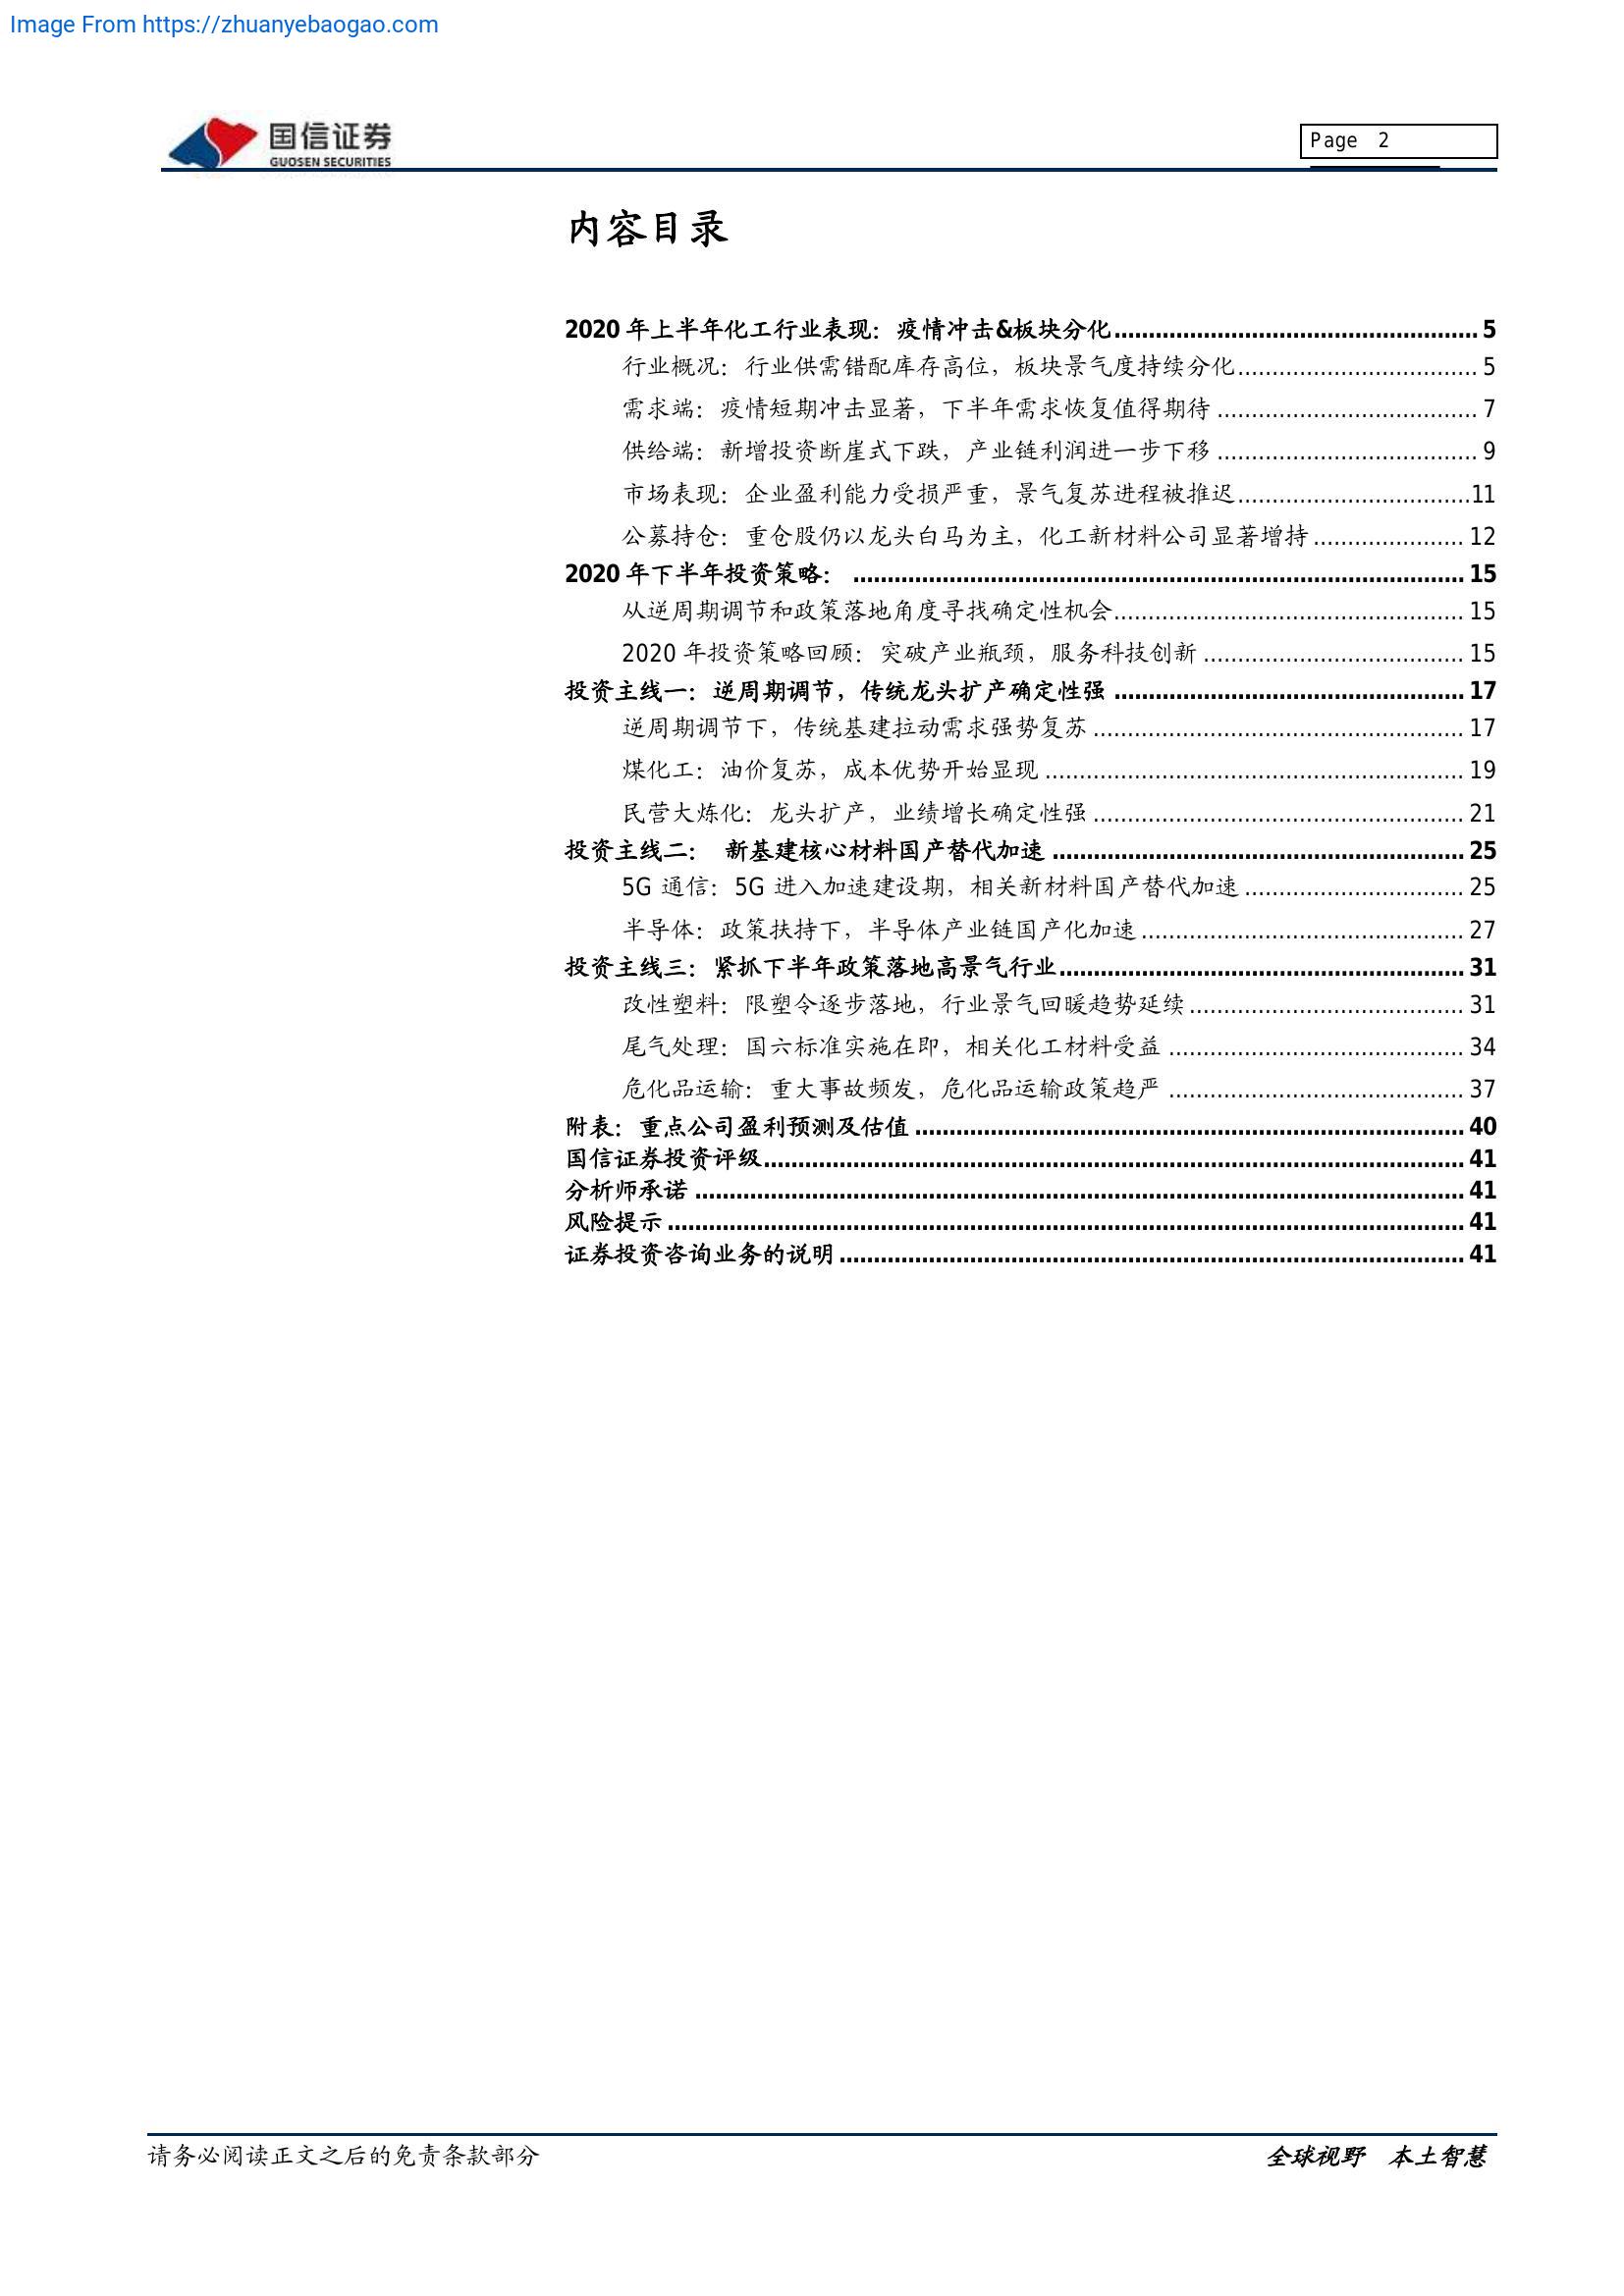 Image From https://zhuanyebaogao.com
国信证券
GUOSEN SECURITIES
Page 2
内容目录
2020 年上半年化工行业表现：疫情冲击&板块分化..................................................... 5
行业概况：行业供需错配库存高位，板块景气度持续分化................................... 5
需求端：疫情短期冲击显著，下半年需求恢复值得期待 ...................................... 7
供给端：新增投资断崖式下跌，产业链利润进一步下移 ...................................... 9
市场表现：企业盈利能力受损严重，景气复苏进程被推迟..................................11
公募持仓：重仓股仍以龙头白马为主，化工新材料公司显著增持 ...................... 12
2020 年下半年投资策略： ......................................................................................... 15
从逆周期调节和政策落地角度寻找确定性机会................................................... 15
2020 年投资策略回顾：突破产业瓶颈，服务科技创新 ...................................... 15
投资主线一：逆周期调节，传统龙头扩产确定性强 ................................................... 17
逆周期调节下，传统基建拉动需求强势复苏 ...................................................... 17
煤化工：油价复苏，成本优势开始显现 ............................................................. 19
民营大炼化：龙头扩产，业绩增长确定性强 ...................................................... 21
投资主线二： 新基建核心材料国产替代加速 ............................................................ 25
5G 通信：5G 进入加速建设期，相关新材料国产替代加速 ................................ 25
半导体：政策扶持下，半导体产业链国产化加速............................................... 27
投资主线三：紧抓下半年政策落地高景气行业........................................................... 31
改性塑料：限塑令逐步落地，行业景气回暖趋势延续 ........................................ 31
尾气处理：国六标准实施在即，相关化工材料受益 ........................................... 34
危化品运输：重大事故频发，危化品运输政策趋严 ........................................... 37
附表：重点公司盈利预测及估值 ................................................................................ 40
国信证券投资评级...................................................................................................... 41
分析师承诺 ................................................................................................................ 41
风险提示 .................................................................................................................... 41
证券投资咨询业务的说明 ........................................................................................... 41
请务必阅读正文之后的免责条款部分
全球视野 本土智慧